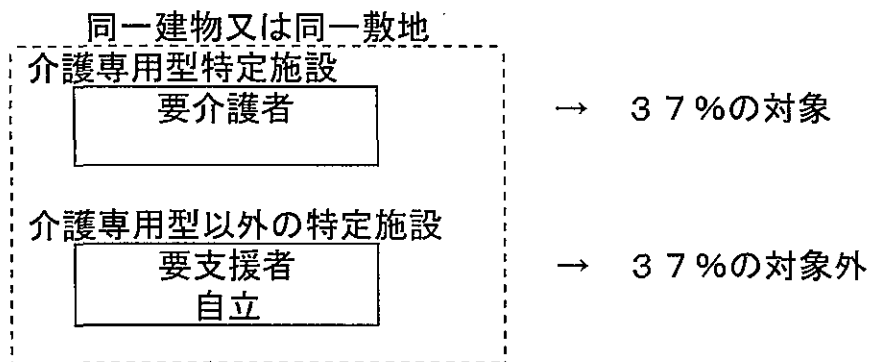 同一建物又は同一敷地
介護専用型特定施設
要介護者 → 37%の対象
介護専用型以外の特定施設
要支援者 → 37%の対象外
自立